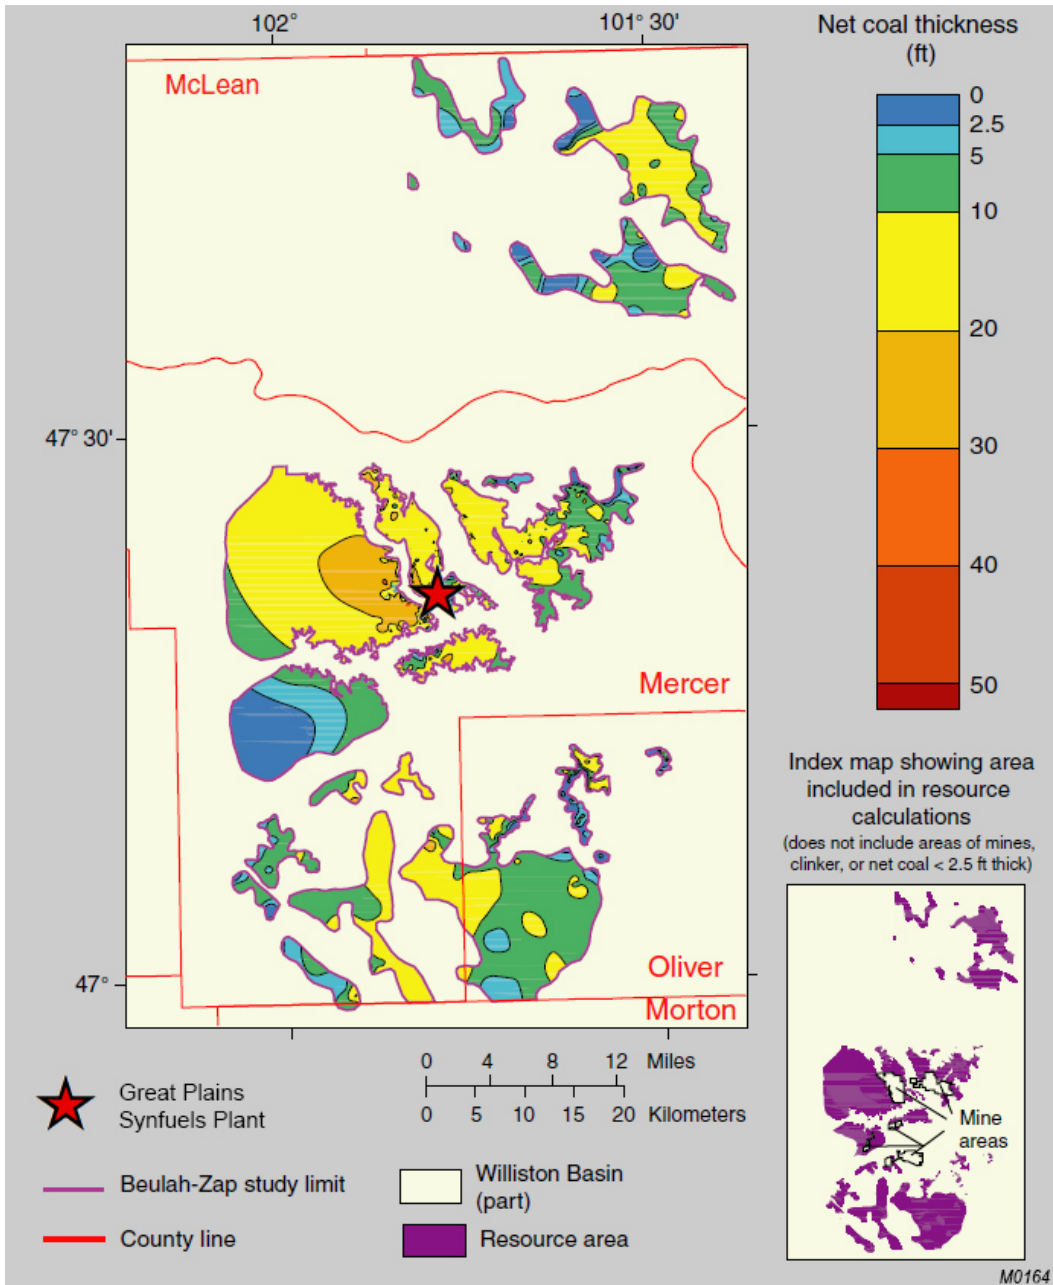 102°
101° 30'
McLean
47° 30'
Mercer
47°
Oliver
Morton
Net coal thickness
(ft)
0
2.5
5
10
20
30
40
50
Index map showing area
included in resource
calculations
(does not include areas of mines,
clinker, or net coal < 2.5 ft thick)
Mine
areas
Great Plains
Synfuels Plant
0 4 8 12 Miles
0 5 10 15 20 Kilometers
Beulah-Zap study limit
County line
Williston Basin
(part)
Resource area
M0164